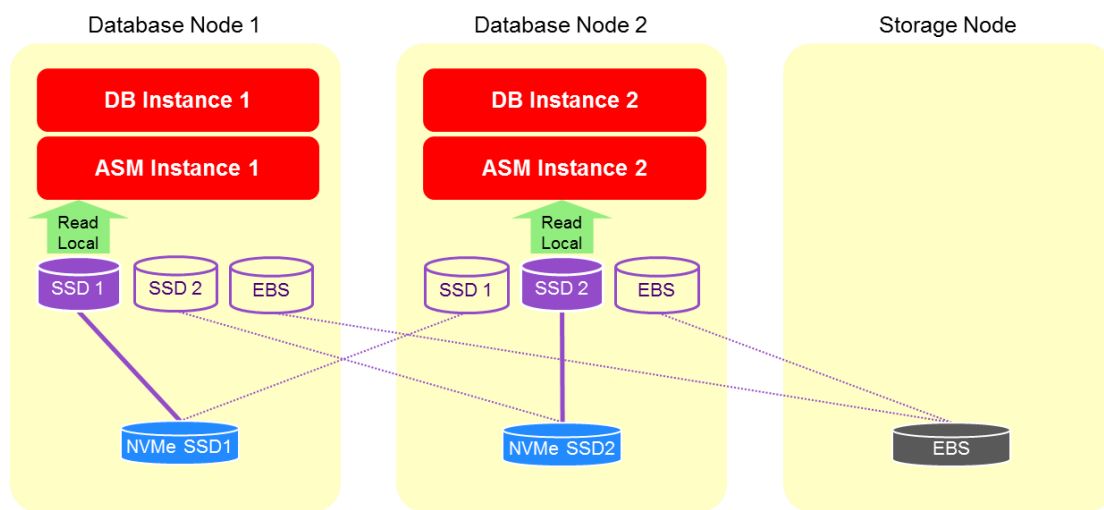 Database Node 1
Database Node 2
Storage Node
DB Instance 1
DB Instance 2
ASM Instance 1
ASM Instance 2
Read
Local
Read
Local
SSD 1
SSD 2
EBS
SSD 1
SSD 2
EBS
NVMe SSD1
NVMe SSD2
EBS